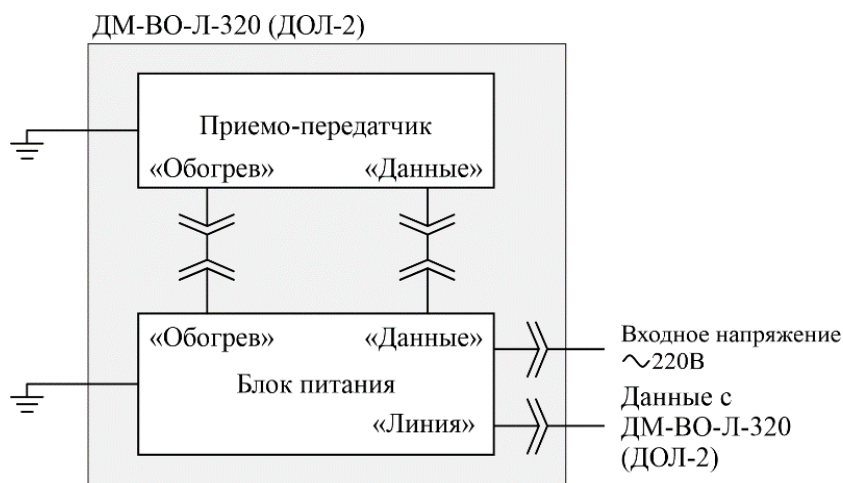 ДМ-ВО-Л-320 (ДОЛ-2)
Приемо-передатчик
«Обогрев» «Данные»
«Обогрев» «Данные»
Блок питания
«Линия»
Входное напряжение
~220В
Данные с
ДМ-ВО-Л-320
(ДОЛ-2)